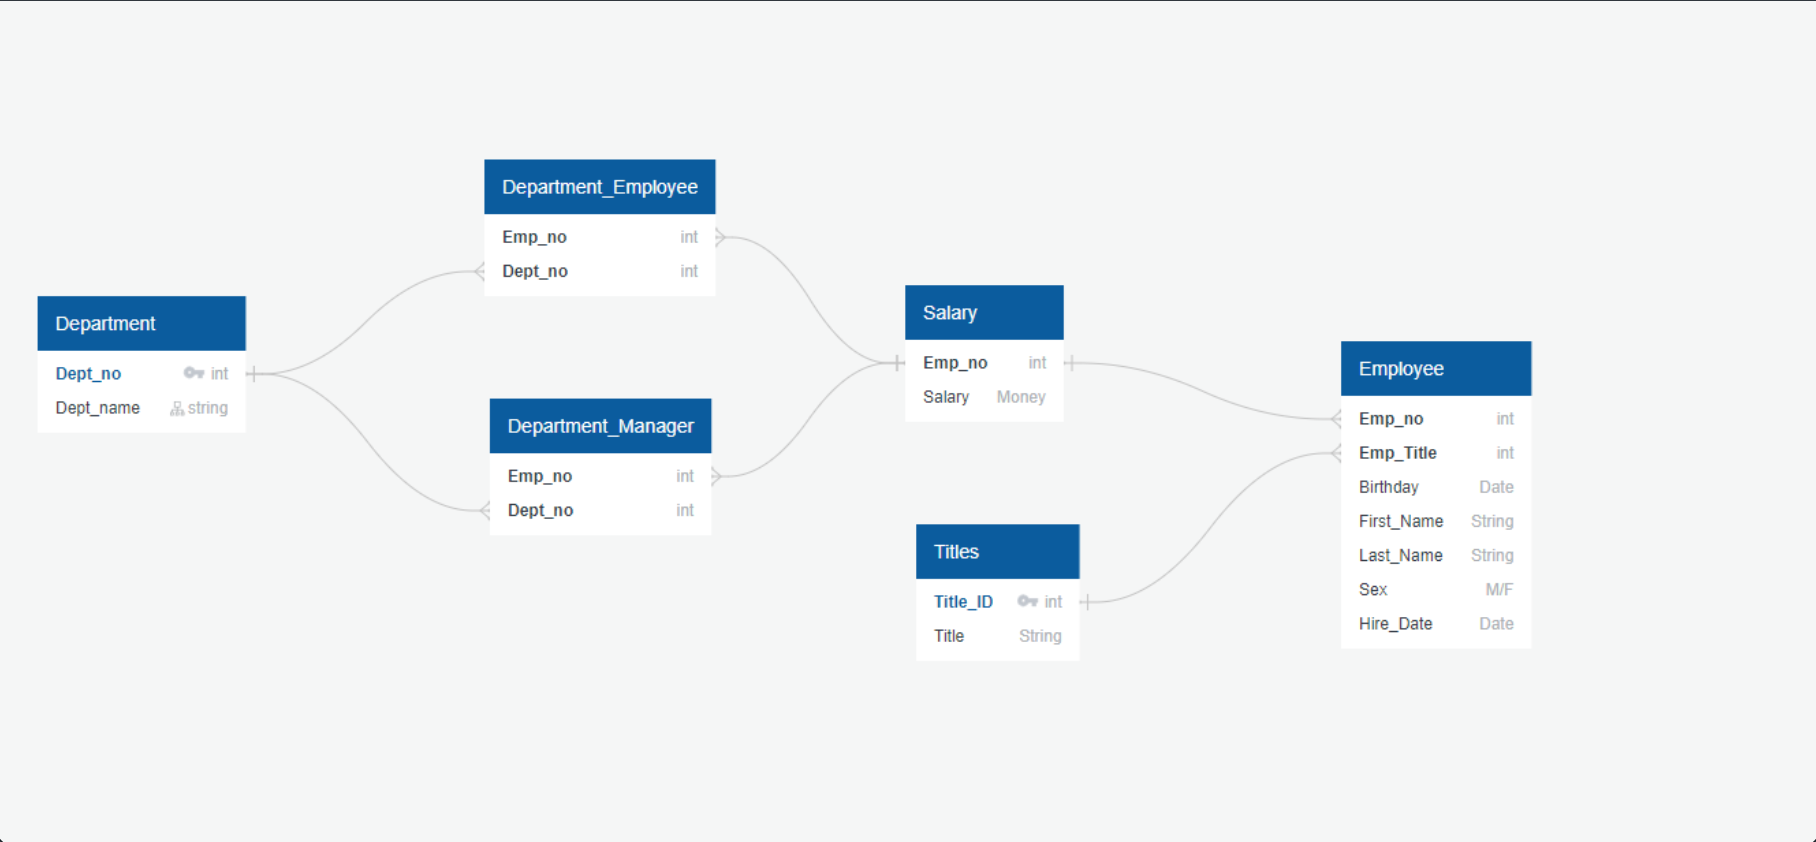 Department
Dept_no int
Dept_name string
Department_Employee
Emp_no int
Dept_no int
Department_Manager
Emp_no int
Dept_no int
Salary
Emp_no int
Salary Money
Titles
Title_ID int
Title String
Employee
Emp_no int
Emp_Title int
Birthday Date
First_Name String
Last_Name String
Sex M/F
Hire_Date Date